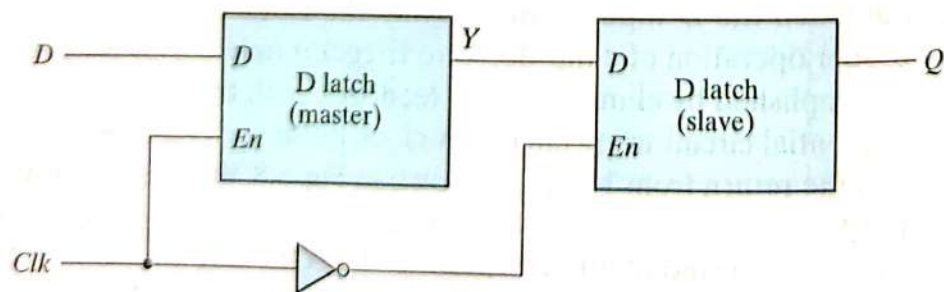 D
D
D latch
(master)
En
Y
D
D latch
(slave)
En
Q
Clk